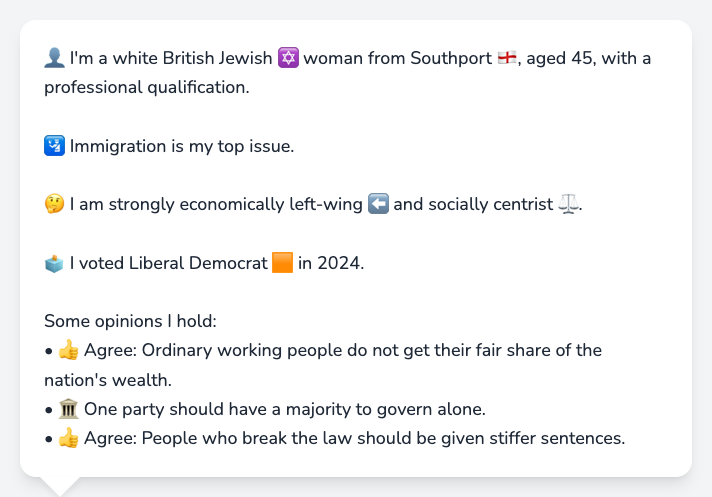 👤 I'm a white British Jewish ✡️ woman from Southport 🏴󠁧󠁢󠁥󠁮󠁧󠁿, aged 45, with a
professional qualification.
🛂 Immigration is my top issue.
🤔 I am strongly economically left-wing ⬅️ and socially centrist ⚖️.
🗳️ I voted Liberal Democrat 🟧 in 2024.
Some opinions I hold:
• 👍 Agree: Ordinary working people do not get their fair share of the
nation's wealth.
• 🏛️ One party should have a majority to govern alone.
• 👍 Agree: People who break the law should be given stiffer sentences.